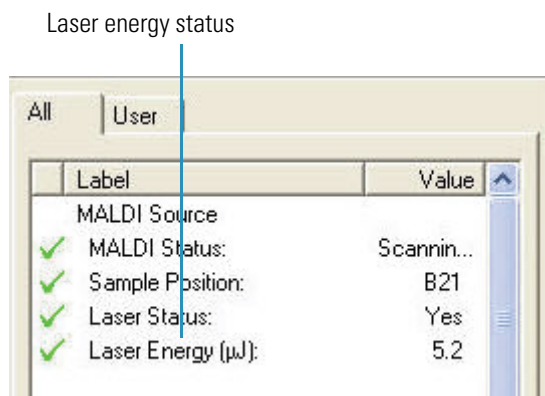 Laser energy status
All User
Label Value
MALDI Source
MALDI Status: Scannin...
Sample Position: B21
Laser Status: Yes
Laser Energy (µJ): 5.2